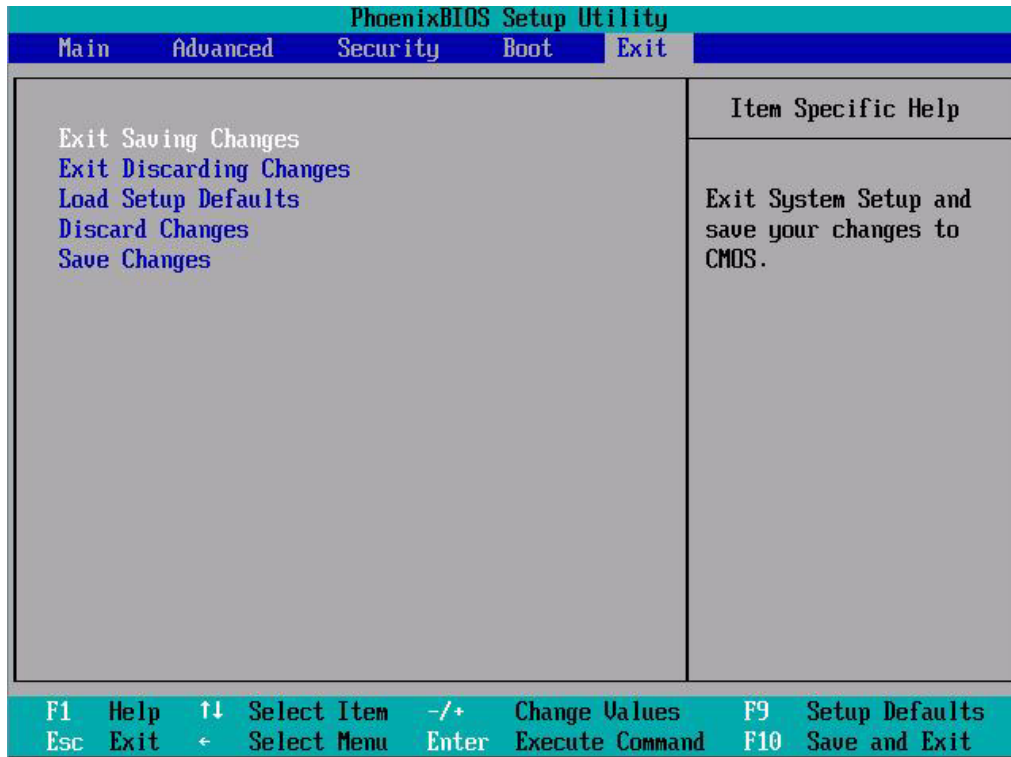 PhoenixBIOS Setup Utility
Main Advanced Security Boot Exit
Item Specific Help
Exit Saving Changes
Exit Discarding Changes
Load Setup Defaults
Discard Changes
Save Changes
Exit System Setup and
save your changes to
CMOS.
F1 Help ↑↓ Select Item -/+ Change Values F9 Setup Defaults
Esc Exit ← Select Menu Enter Execute Command F10 Save and Exit